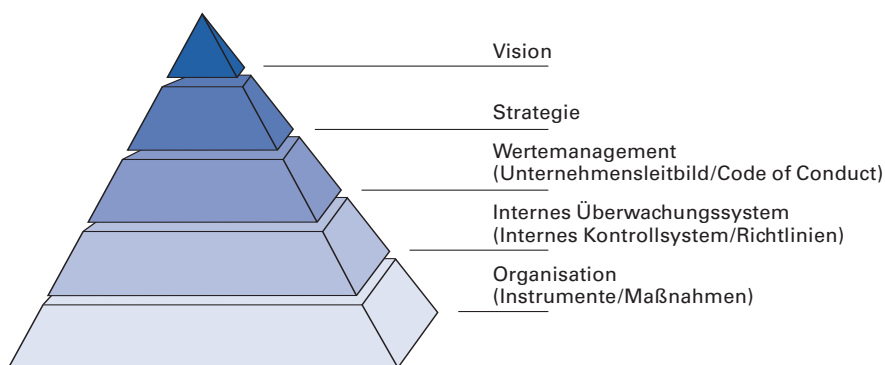 Vision
Strategie
Wertemanagement
(Unternehmensleitbild/Code of Conduct)
Internes Überwachungssystem
(Internes Kontrollsystem/Richtlinien)
Organisation
(Instrumente/Maßnahmen)